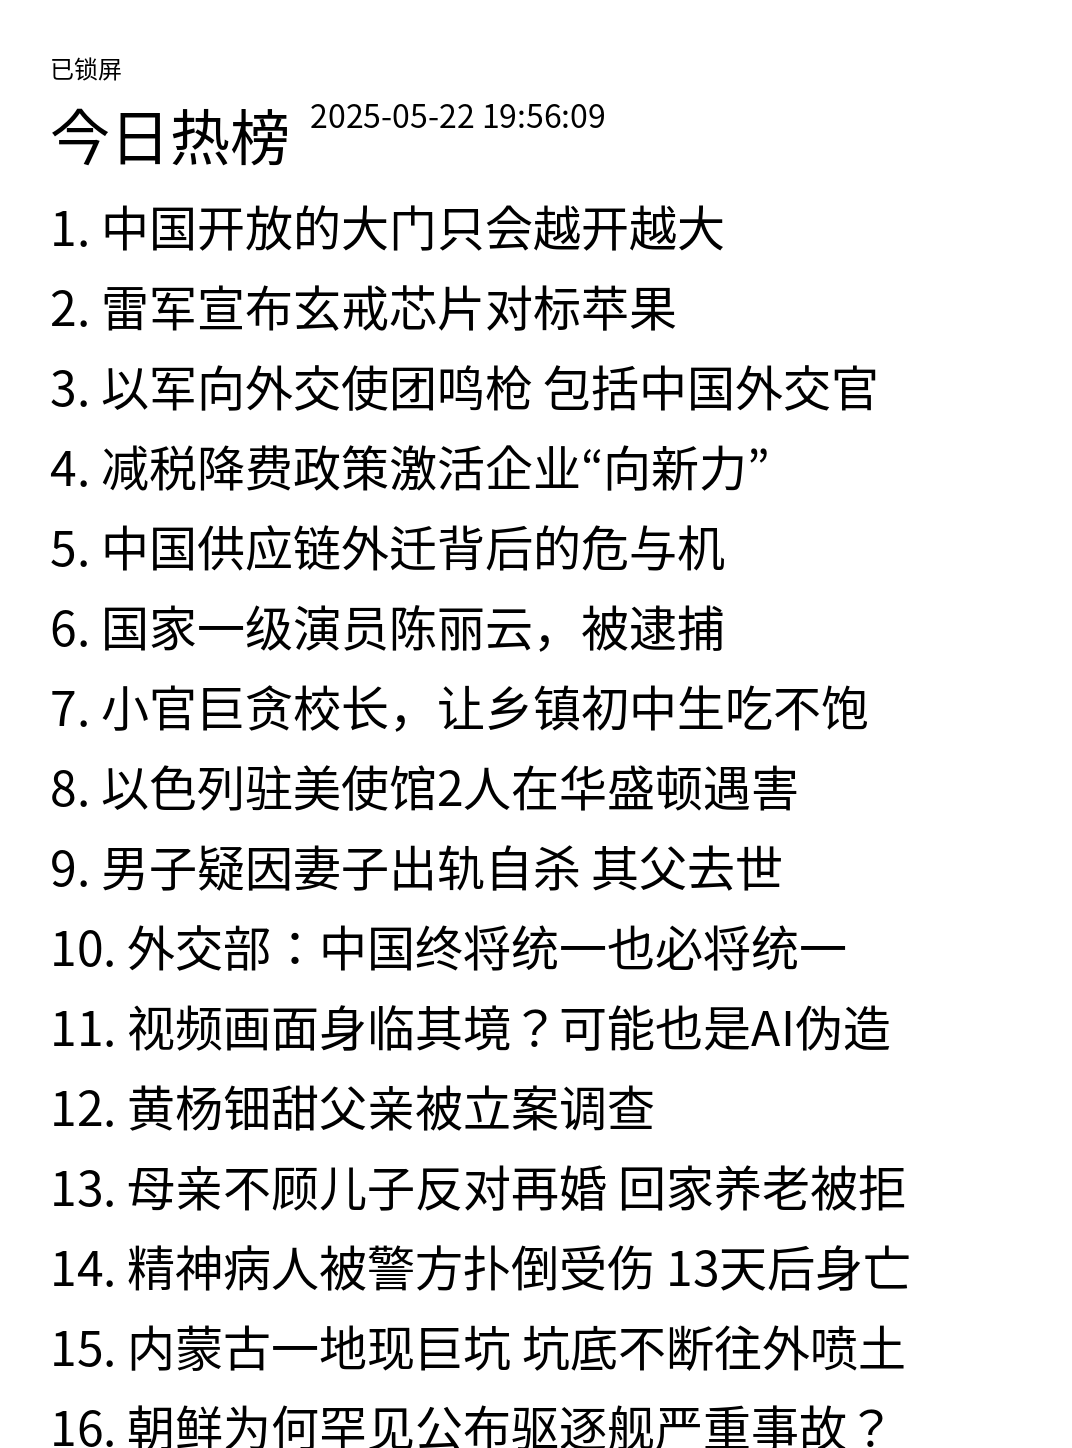 已锁屏
今日热榜 2025-05-22 19:56:09
1. 中国开放的大门只会越开越大
2. 雷军宣布玄戒芯片对标苹果
3. 以军向外交使团鸣枪 包括中国外交官
4. 减税降费政策激活企业“向新力”
5. 中国供应链外迁背后的危与机
6. 国家一级演员陈丽云，被逮捕
7. 小官巨贪校长，让乡镇初中生吃不饱
8. 以色列驻美使馆2人在华盛顿遇害
9. 男子疑因妻子出轨自杀 其父去世
10. 外交部：中国终将统一也必将统一
11. 视频画面身临其境？可能也是AI伪造
12. 黄杨钿甜父亲被立案调查
13. 母亲不顾儿子反对再婚 回家养老被拒
14. 精神病人被警方扑倒受伤 13天后身亡
15. 内蒙古一地现巨坑 坑底不断往外喷土
16. 朝鲜为何罕见公布驱逐舰严重事故？